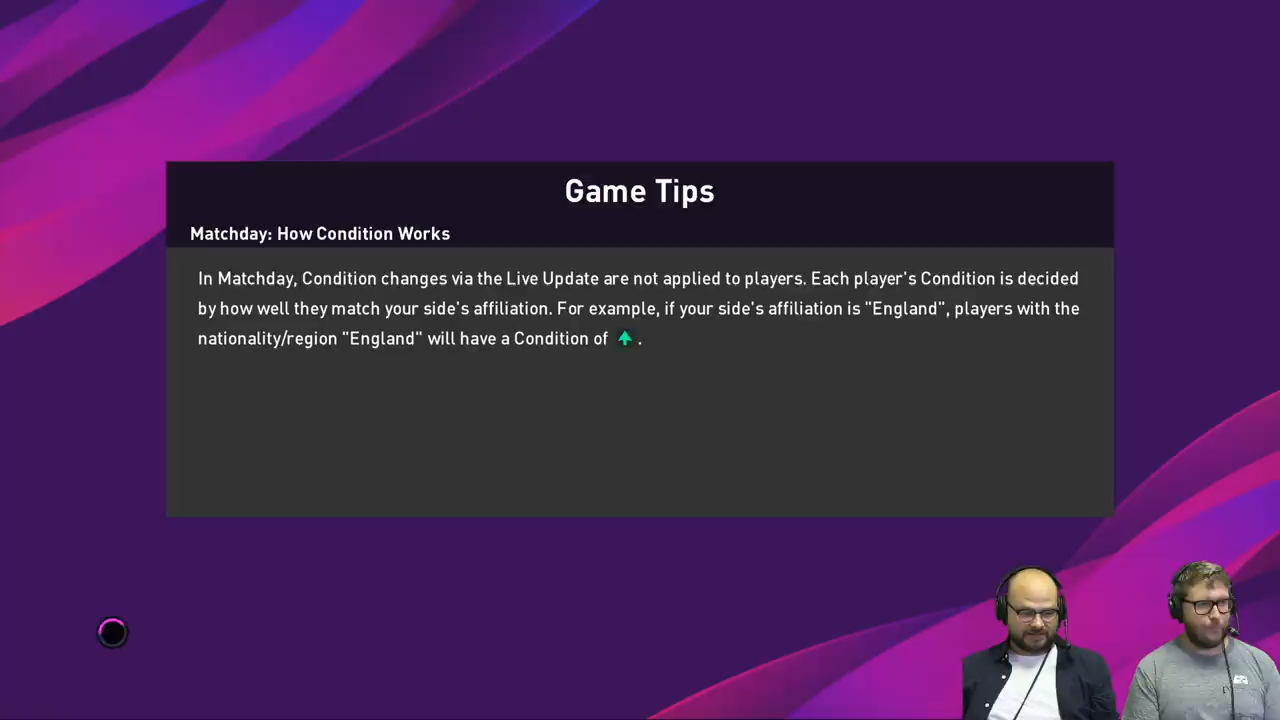 Game Tips
Matchday: How Condition Works
In Matchday, Condition changes via the Live Update are not applied to players. Each player's Condition is decided
by how well they match your side's affiliation. For example, if your side's affiliation is "England", players with the
nationality/region "England" will have a Condition of .